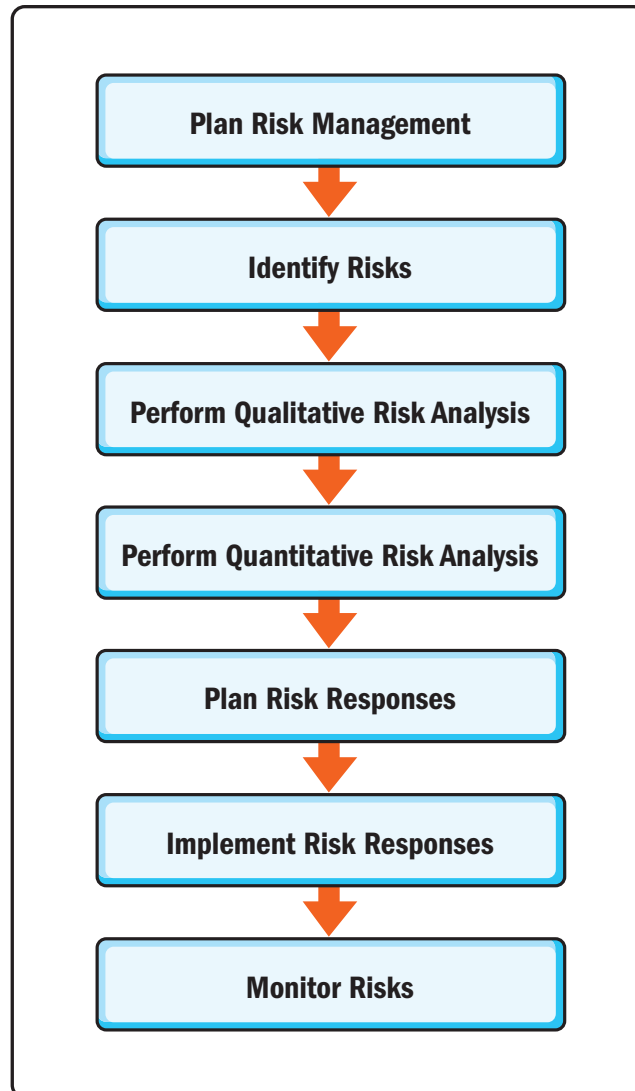 Plan Risk Management
Identify Risks
Perform Qualitative Risk Analysis
Perform Quantitative Risk Analysis
Plan Risk Responses
Implement Risk Responses
Monitor Risks